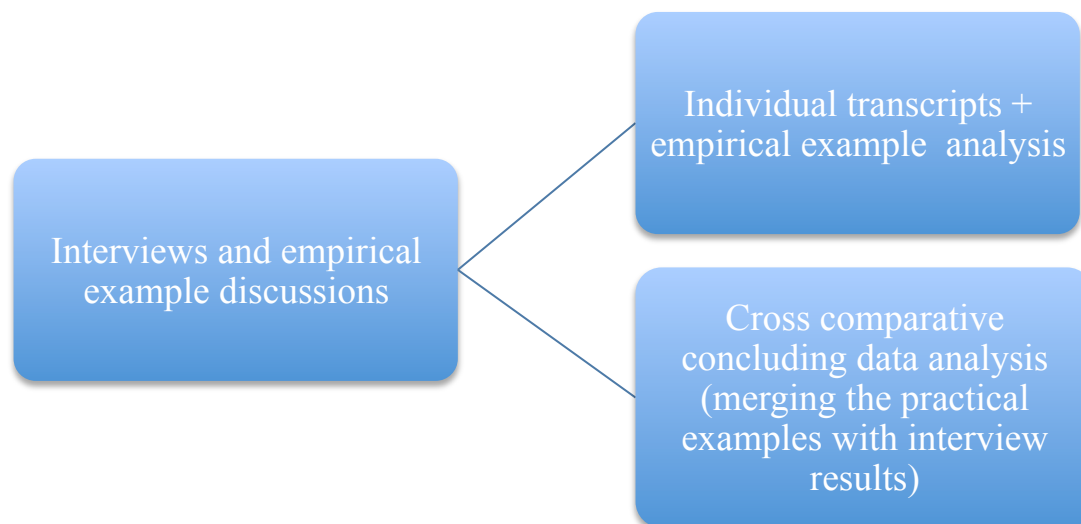 Individual transcripts +
empirical example analysis
Interviews and empirical
example discussions
Cross comparative
concluding data analysis
(merging the practical
examples with interview
results)